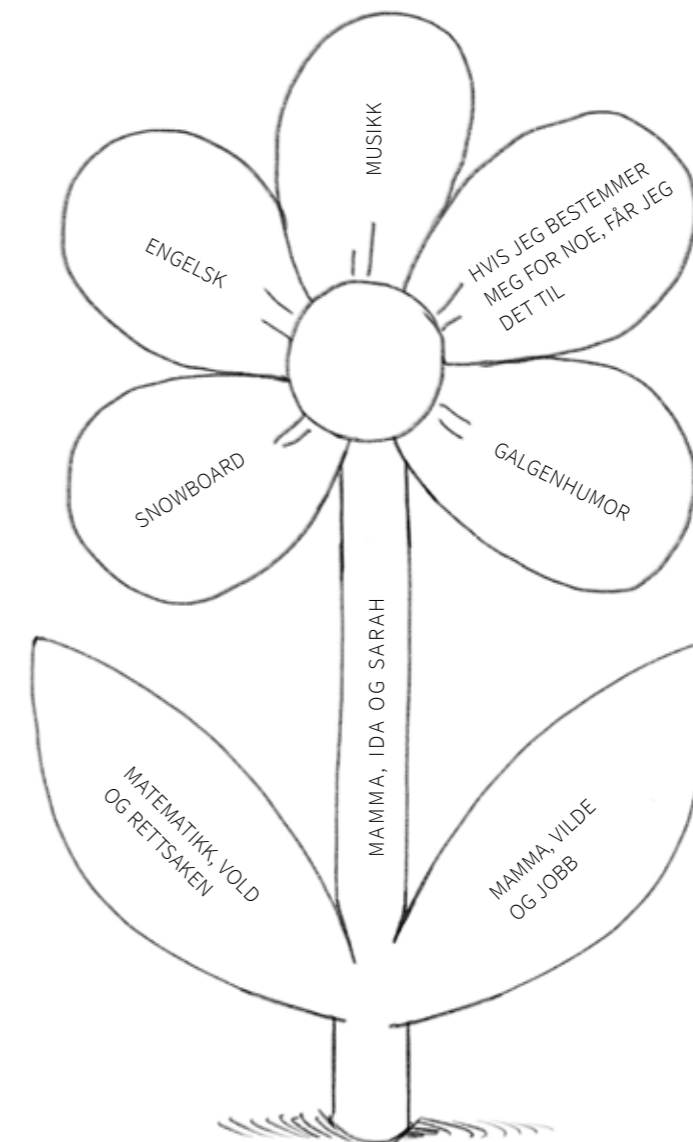 MUSIKK
HVIS JEG BESTEMMER
MEG FOR NOE, FÅR JEG
DET TIL
ENGELSK
SNOWBOARD
GALGENHUMOR
MAMMA, IDA OG SARAH
MATEMATIKK, VOLD
OG RETTSAKEN
MAMMA, VILDE
OG JOBB